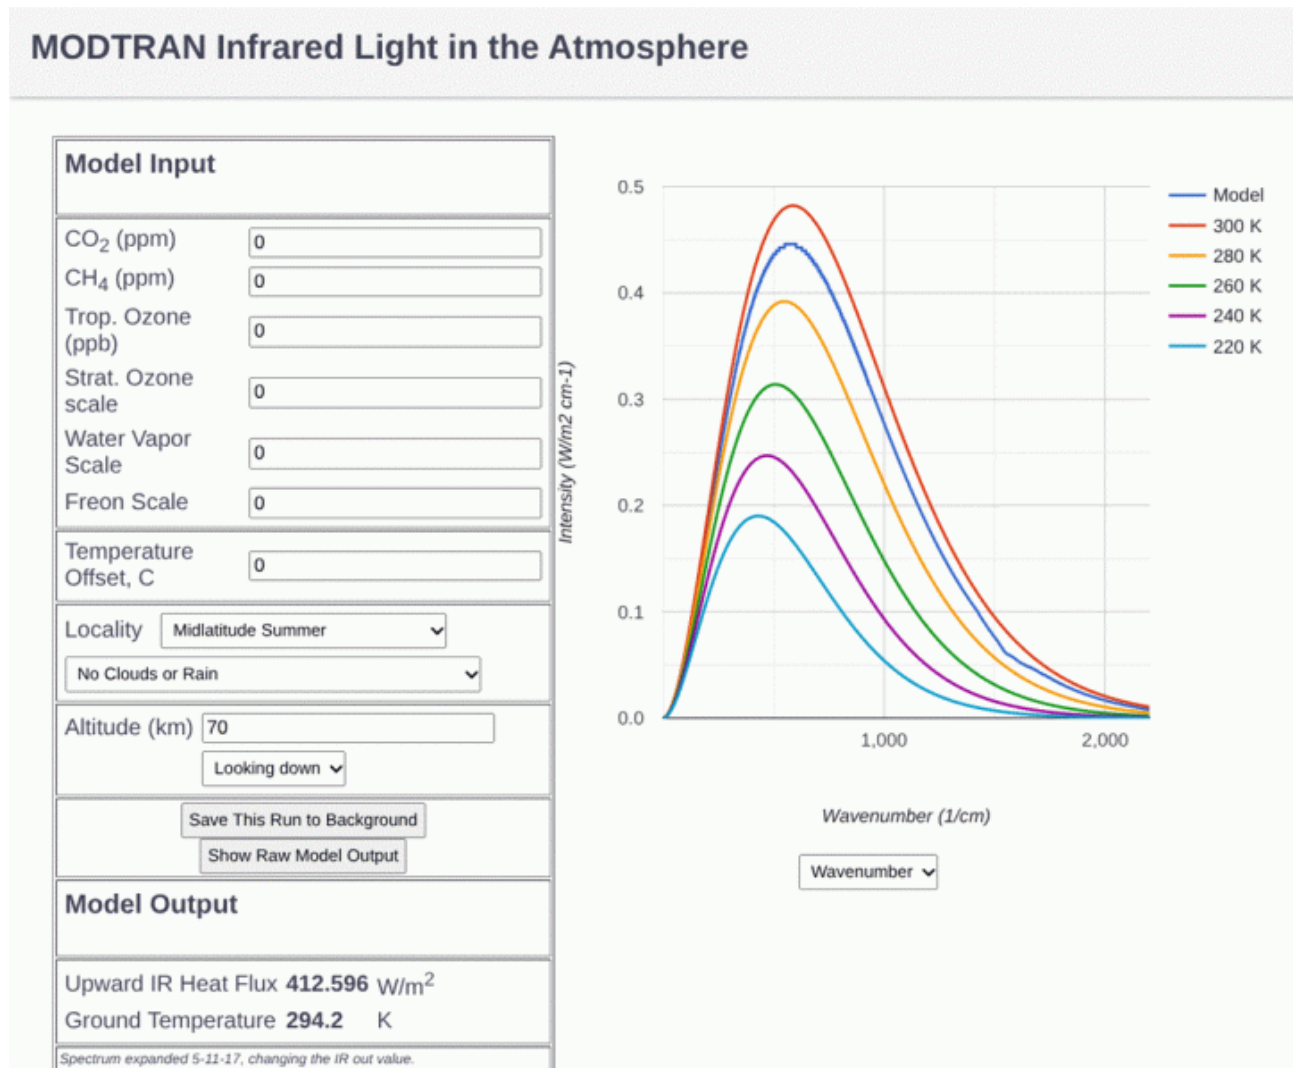 MODTRAN Infrared Light in the Atmosphere
Model Input
CO2 (ppm) 0
CH4 (ppm) 0
Trop. Ozone
(ppb) 0
Strat. Ozone
scale 0
Water Vapor
Scale 0
Freon Scale 0
Temperature
Offset, C 0
Locality Midlatitude Summer
No Clouds or Rain
Altitude (km) 70
Looking down
Save This Run to Background
Show Raw Model Output
Model Output
Upward IR Heat Flux 412.596 W/m2
Ground Temperature 294.2 K
Spectrum expanded 5-11-17, changing the IR out value.
Intensity (W/m2 cm-1)
0.5
0.4
0.3
0.2
0.1
0.0
1,000 2,000
Wavenumber (1/cm)
Wavenumber
Model
300 K
280 K
260 K
240 K
220 K